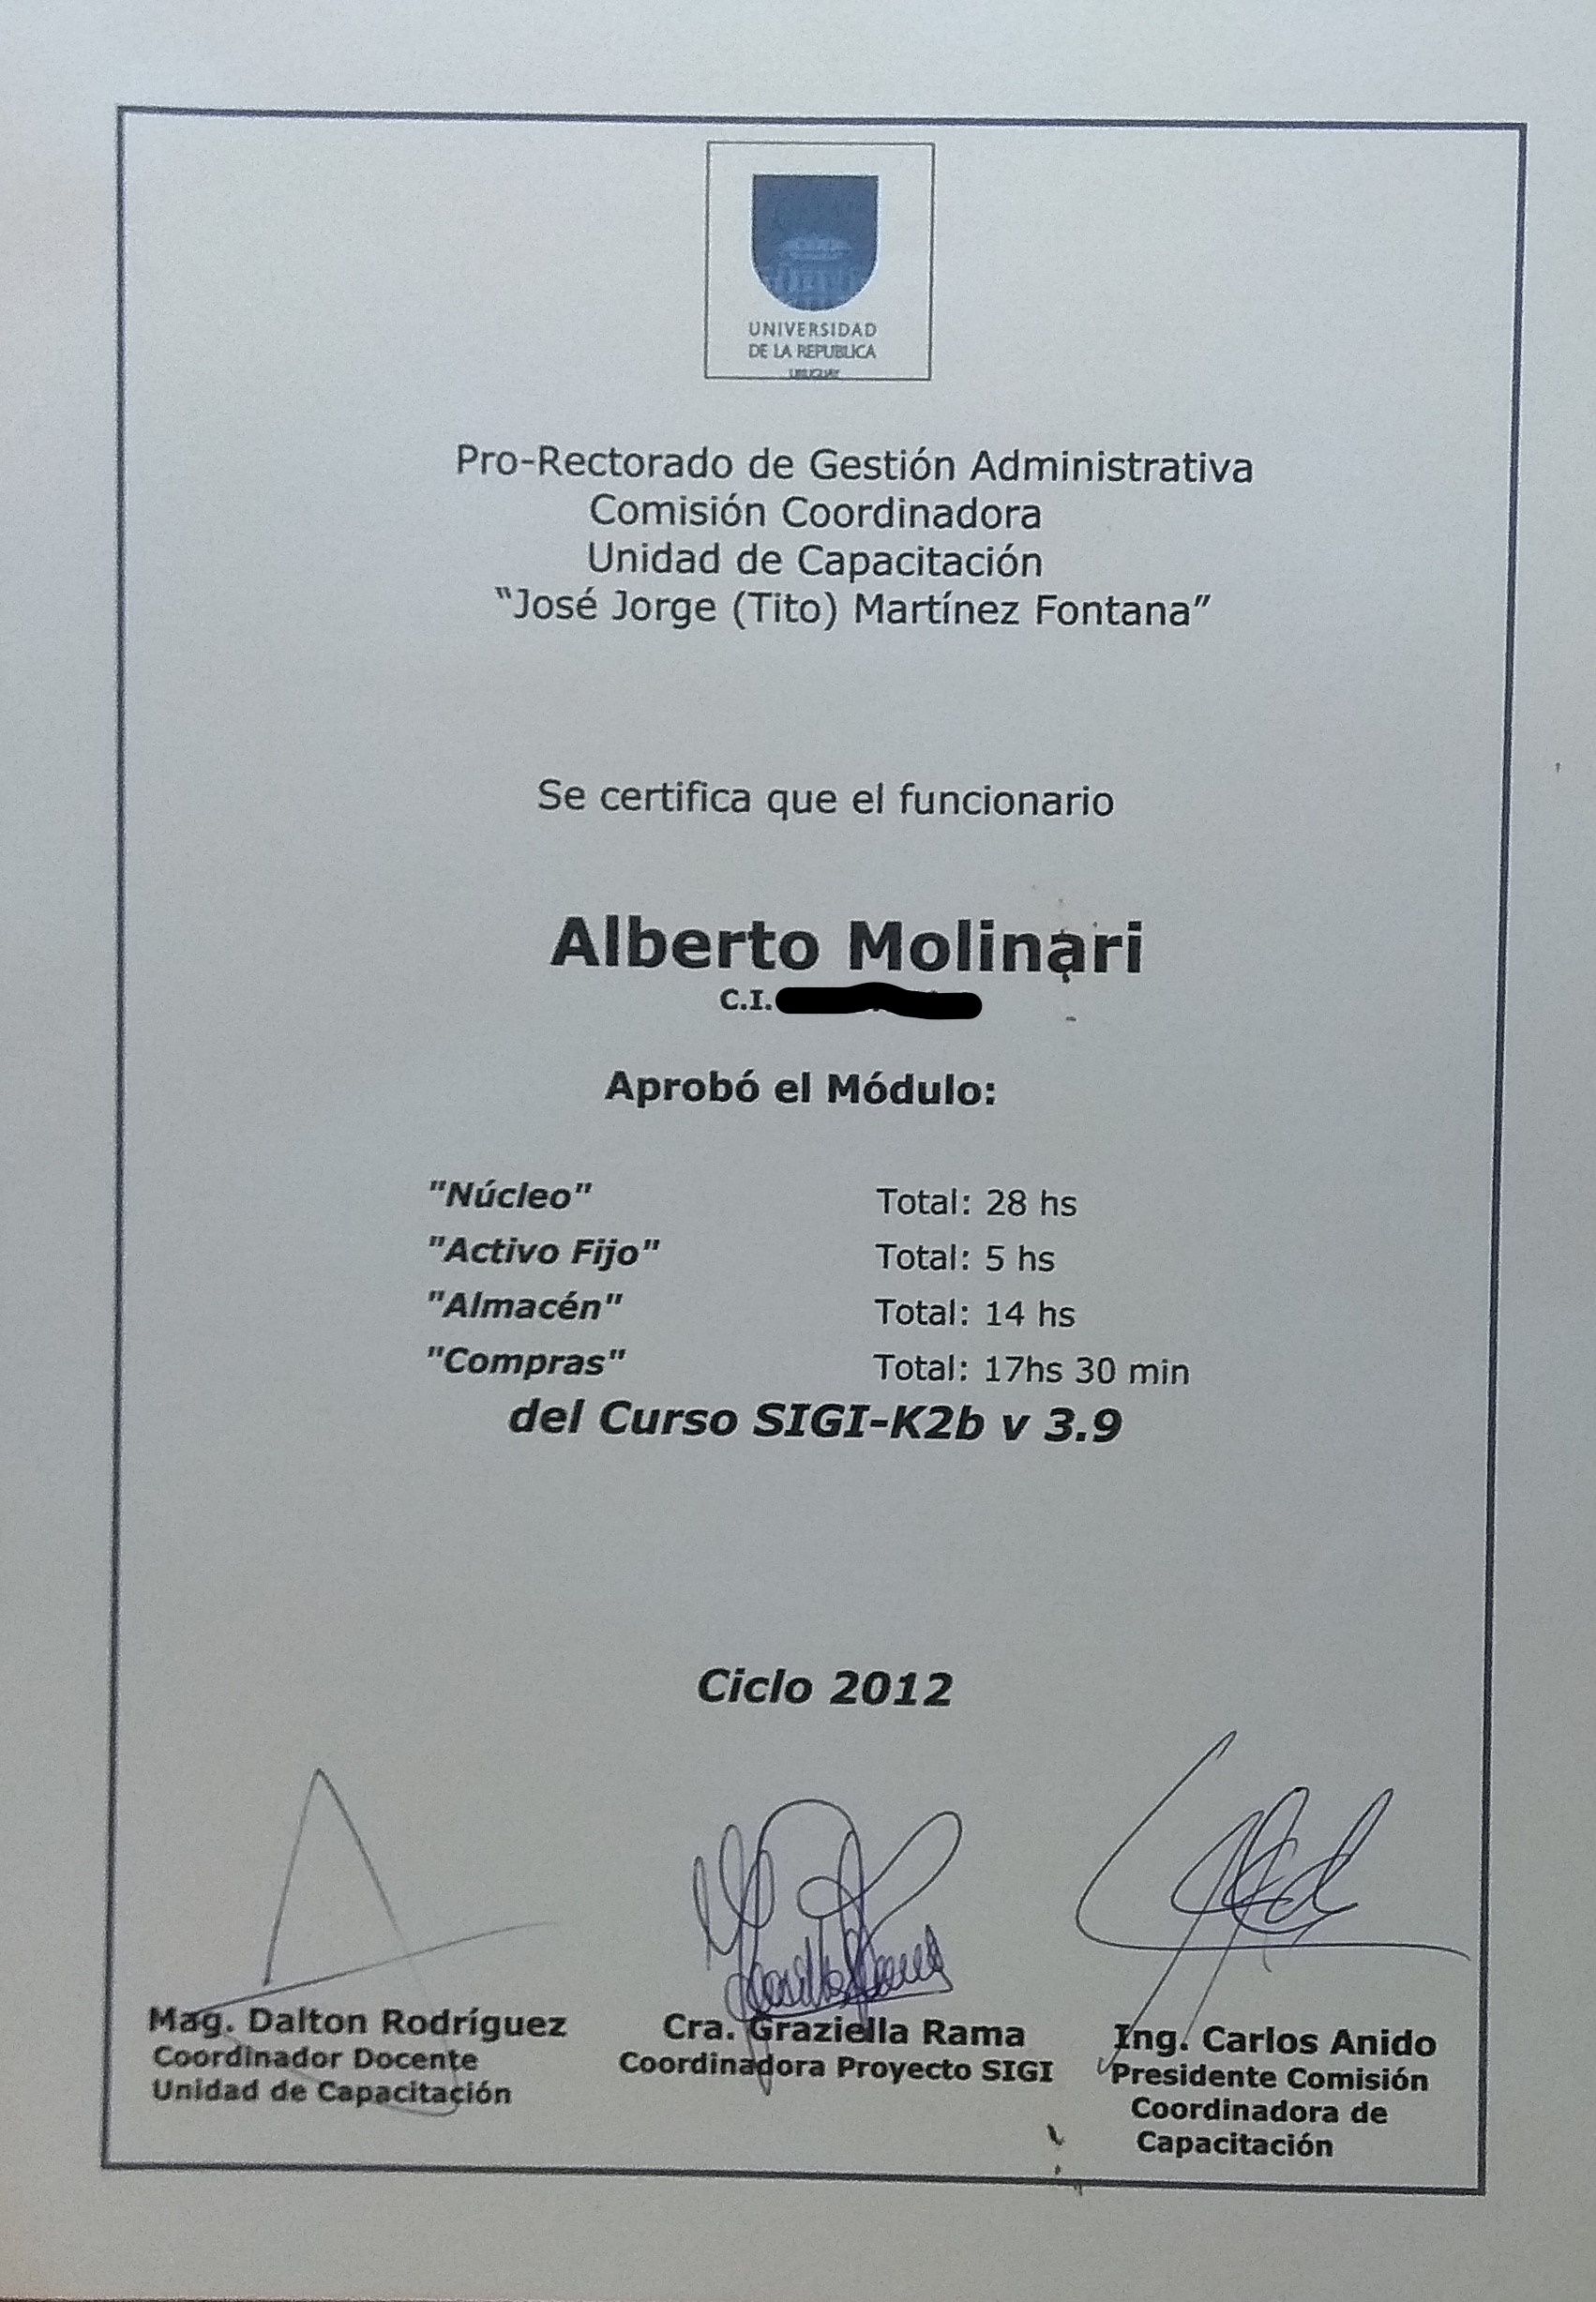 UNIVERSIDAD
DE LA REPUBLICA
URUGUAY
Pro-Rectorado de Gestión Administrativa
Comisión Coordinadora
Unidad de Capacitación
“José Jorge (Tito) Martínez Fontana”
Se certifica que el funcionario
Alberto Molinari
C.I.
Aprobó el Módulo:
"Núcleo" Total: 28 hs
"Activo Fijo" Total: 5 hs
"Almacén" Total: 14 hs
"Compras" Total: 17hs 30 min
del Curso SIGI-K2b v 3.9
Ciclo 2012
Mag. Dalton Rodríguez
Coordinador Docente
Unidad de Capacitación
Cra. Graziella Rama
Coordinadora Proyecto SIGI
Ing. Carlos Anido
Presidente Comisión
Coordinadora de
Capacitación